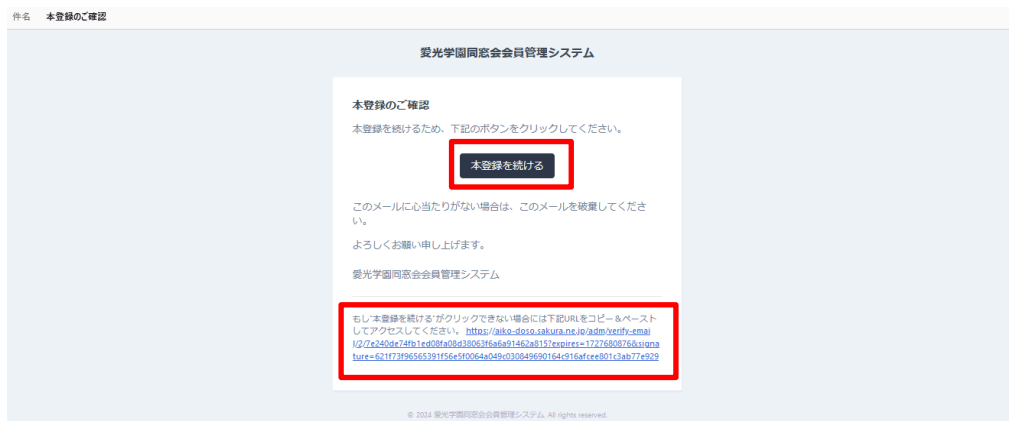 件名 本登録のご確認
愛光学園同窓会会員管理システム
本登録のご確認
本登録を続けるため、下記のボタンをクリックしてください。
本登録を続ける
このメールに心当たりがない場合は、このメールを破棄してくださ
い。
よろしくお願い申し上げます。
愛光学園同窓会会員管理システム
もし"本登録を続ける"がクリックできない場合には下記URLをコピー＆ペースト
してアクセスしてください。 https://aiko-doso.sakura.ne.jp/adm/verify-emai
l/2/7e240de74fb1ed08fa08d38063f6a6a91462a815?expires=1727680876&signa
ture=621f73f96565391f56e5f0064a049c030849690164c916afcee801c3ab77e929
© 2024 愛光学園同窓会会員管理システム. All rights reserved.